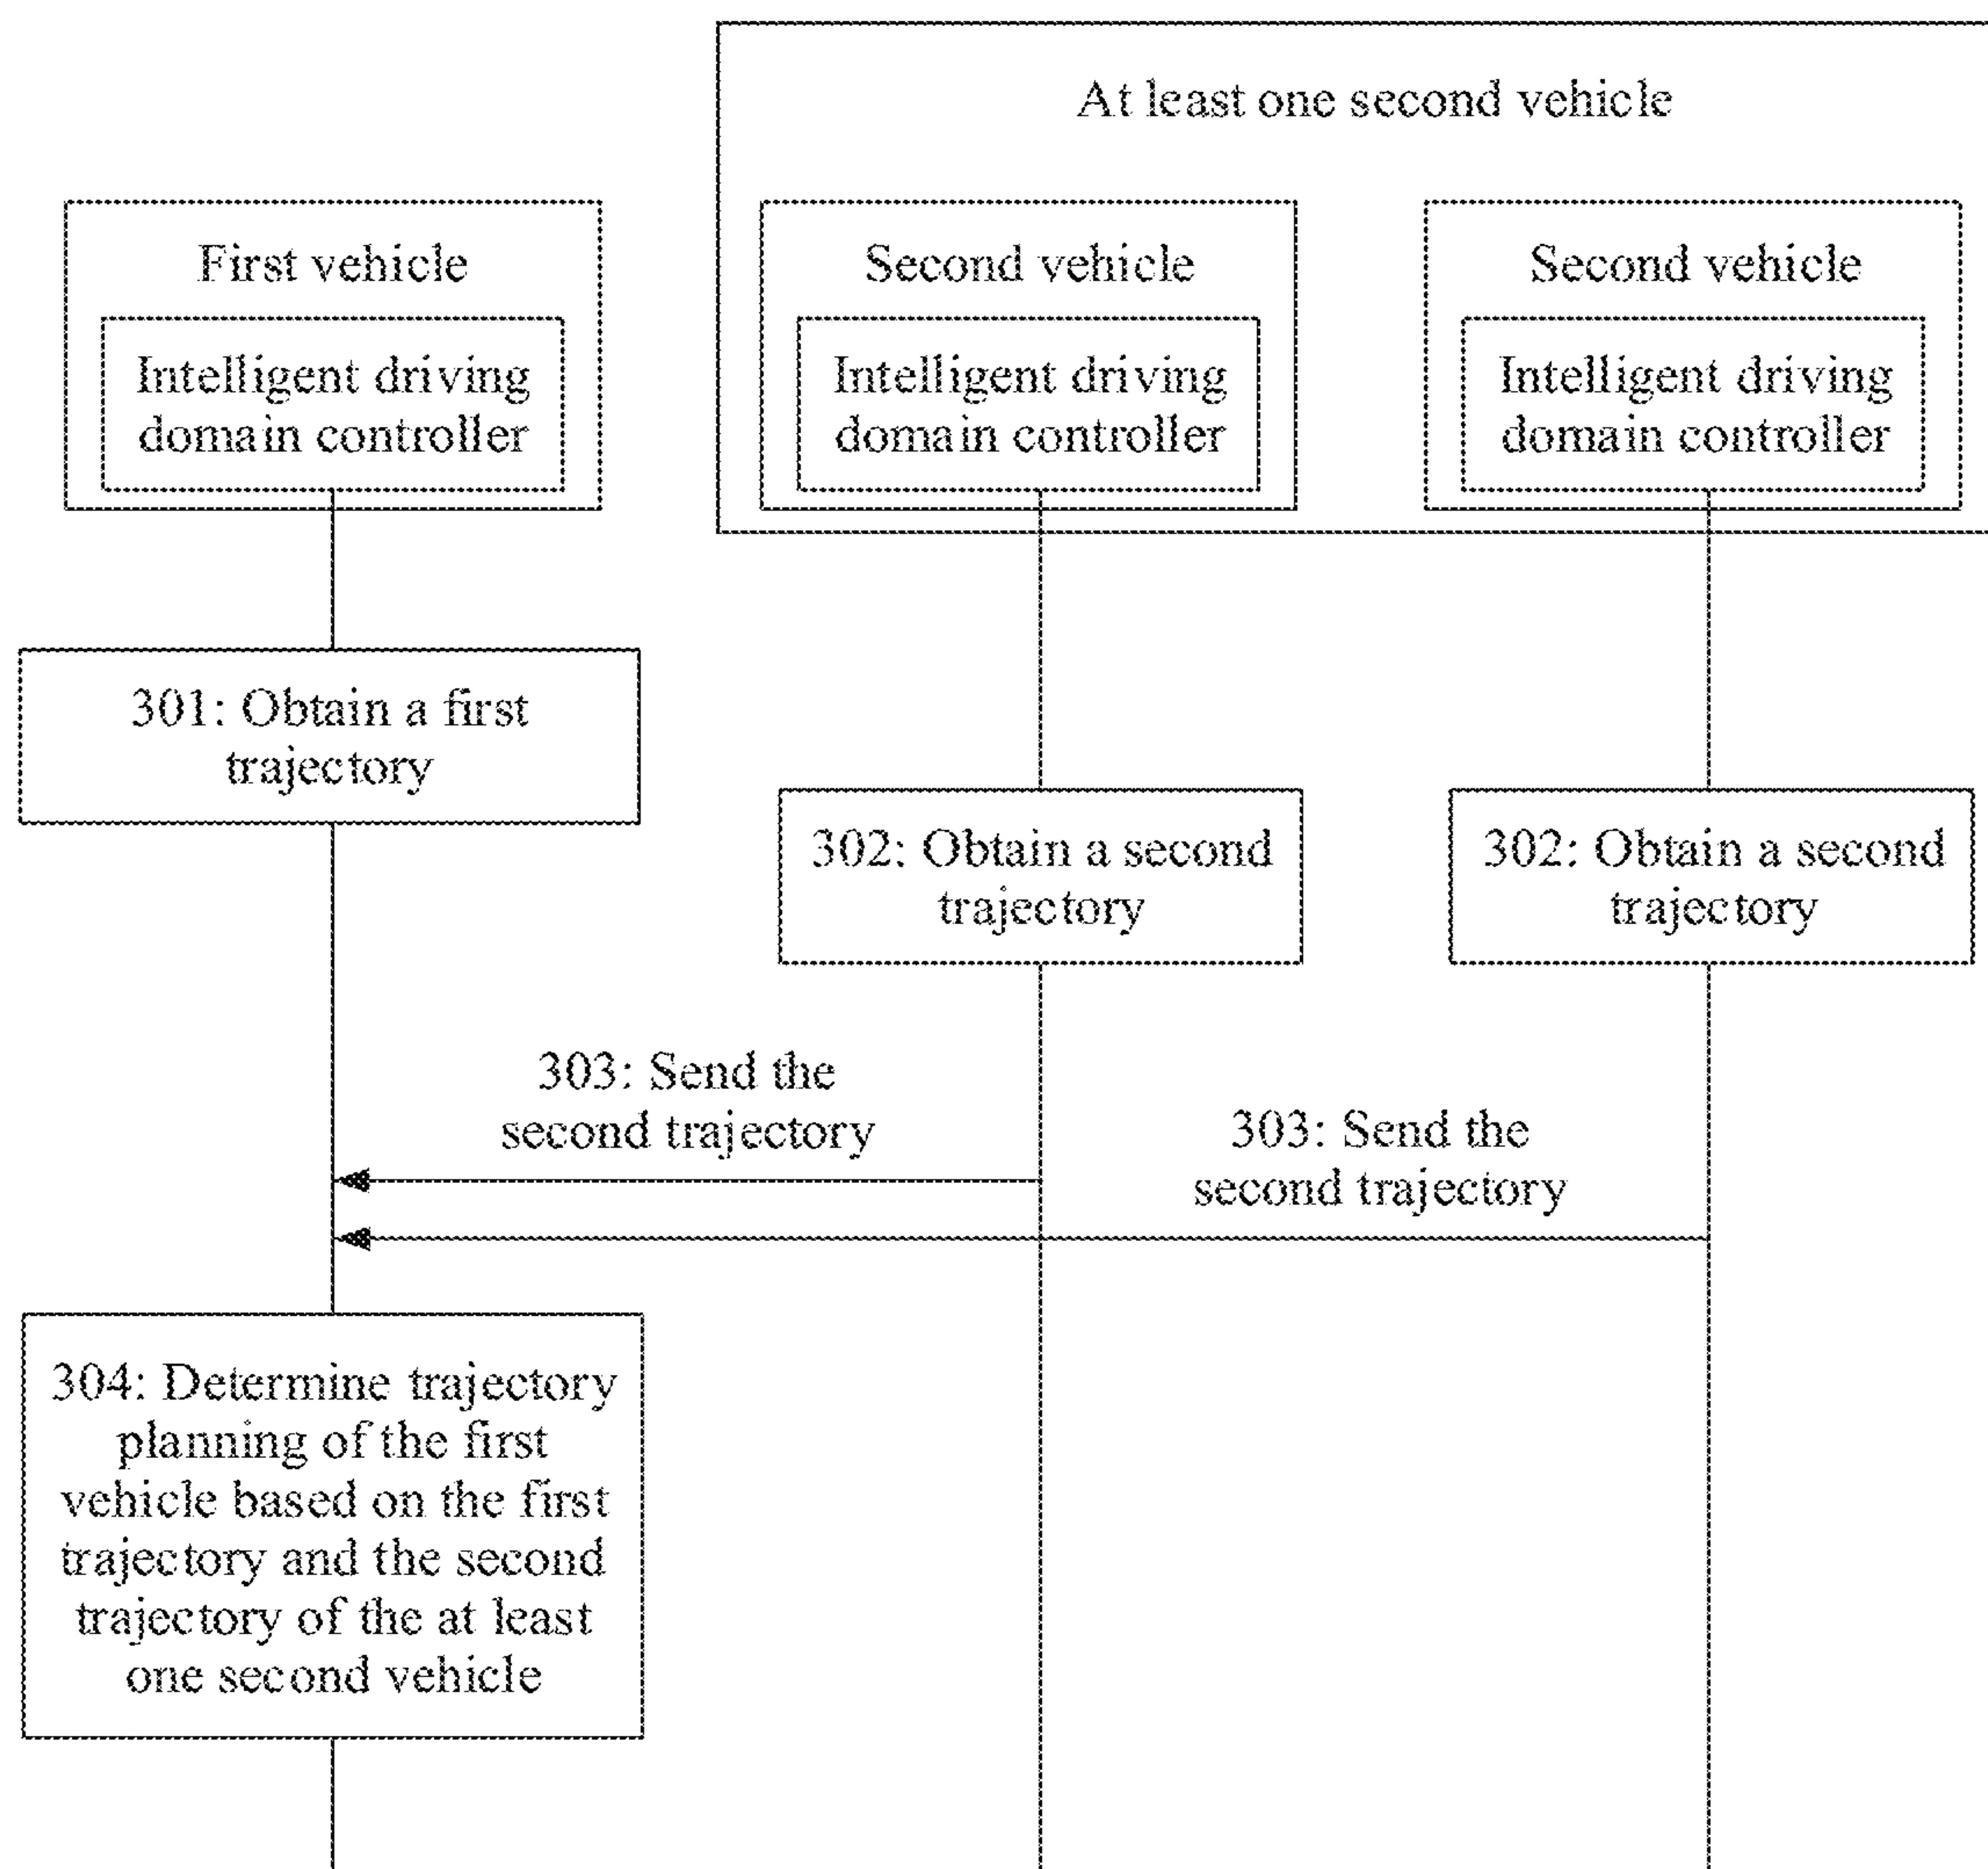 At least one second vehicle
First vehicle
Intelligent driving
domain controller
Second vehicle
Intelligent driving
domain controller
Second vehicle
Intelligent driving
domain controller
301: Obtain a first
trajectory
302: Obtain a second
trajectory
302: Obtain a second
trajectory
303: Send the
second trajectory
303: Send the
second trajectory
304: Determine trajectory
planning of the first
vehicle based on the first
trajectory and the second
trajectory of the at least
one second vehicle